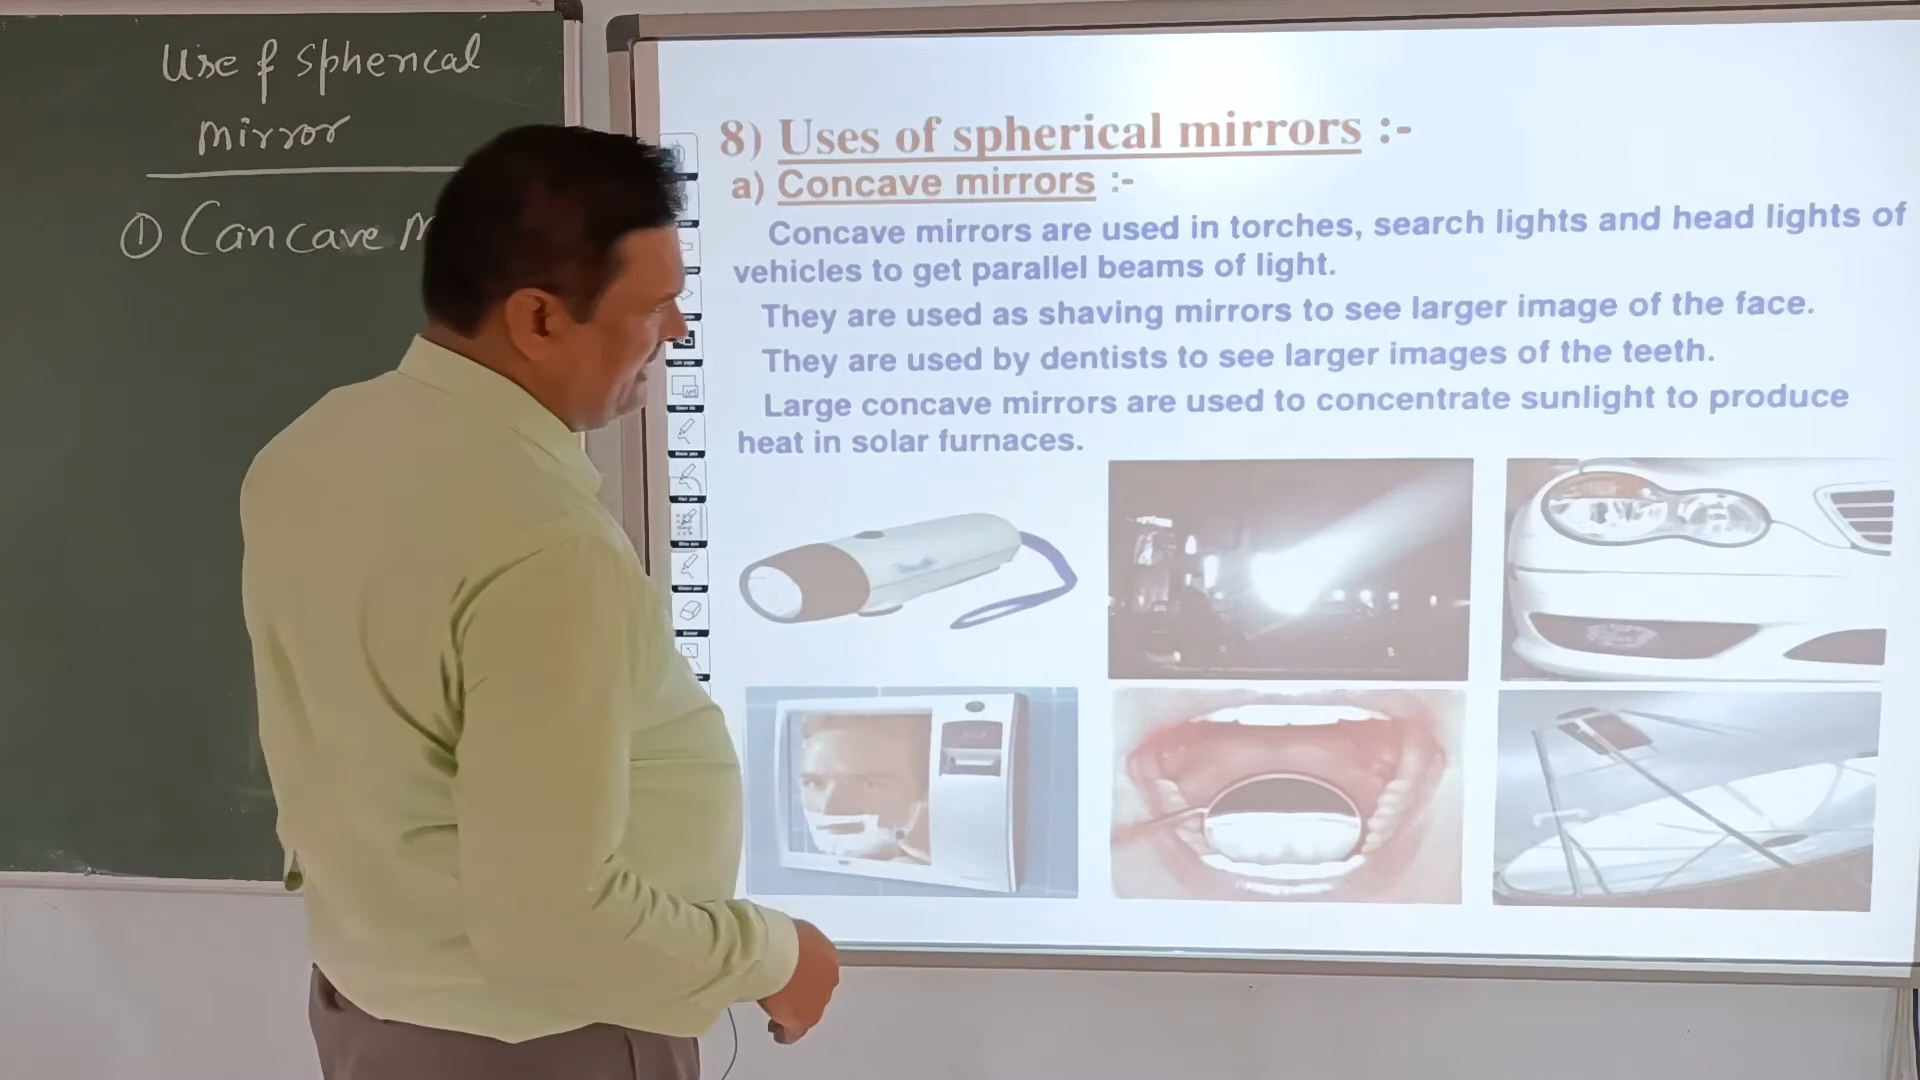 Use of Spherical
mirror
① Cancave M
8) Uses of spherical mirrors :-
a) Concave mirrors :-
Concave mirrors are used in torches, search lights and head lights of
vehicles to get parallel beams of light.
They are used as shaving mirrors to see larger image of the face.
They are used by dentists to see larger images of the teeth.
Large concave mirrors are used to concentrate sunlight to produce
heat in solar furnaces.